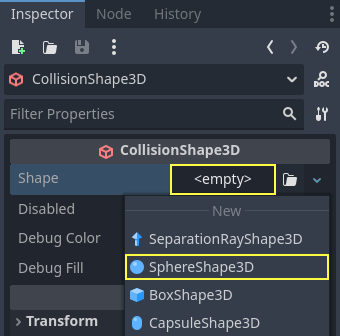 Inspector Node History
CollisionShape3D DOC
Filter Properties
CollisionShape3D
Shape <empty>
New
Disabled
SeparationRayShape3D
Debug Color
SphereShape3D
Debug Fill
BoxShape3D
Transform
CapsuleShape3D